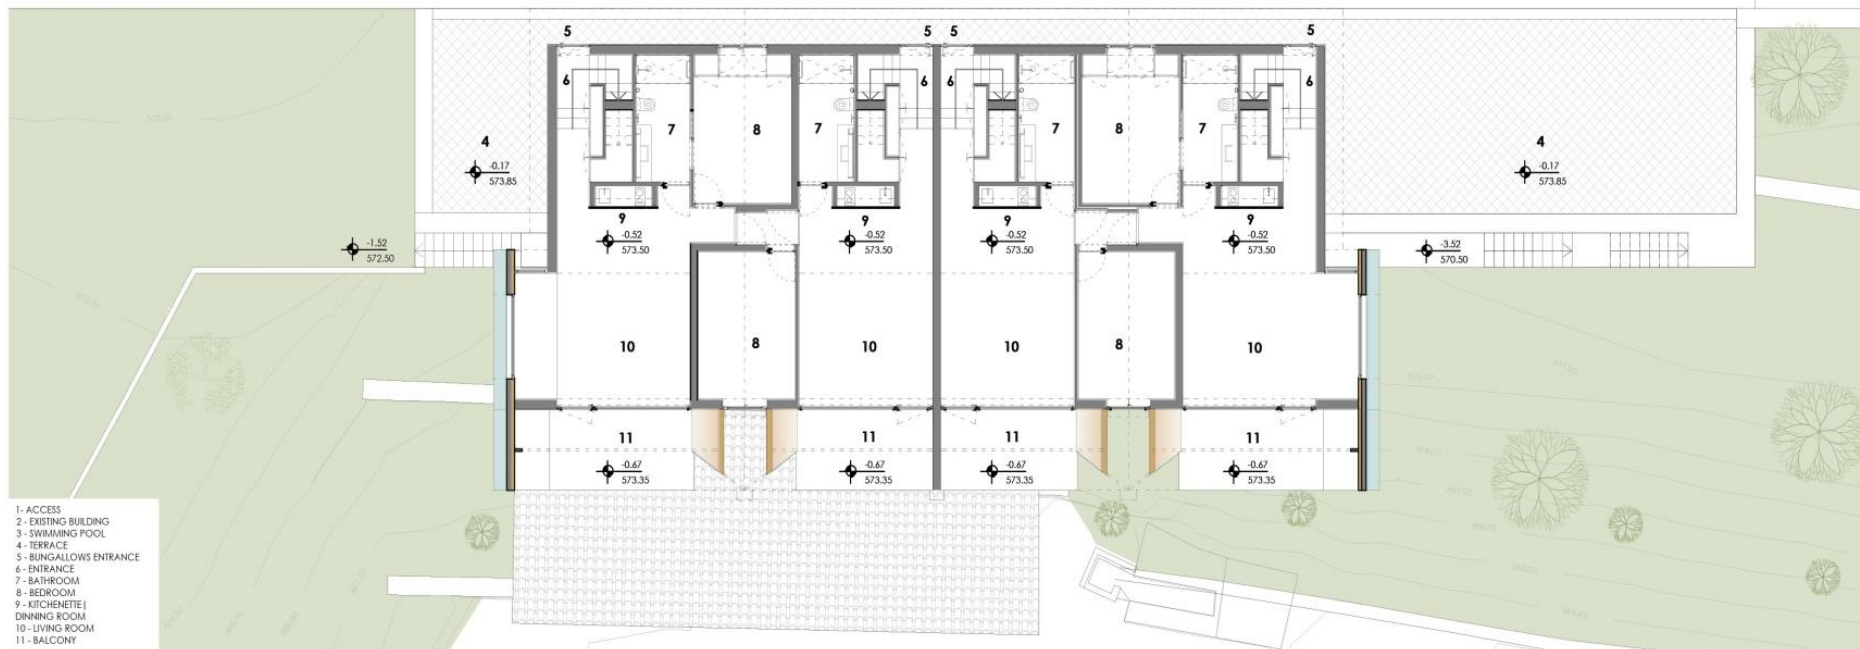 5 5 5 5
6 6 6 6
7 8 7 7 8 7
4 4
-0.17 -0.17
573.85 573.85
9 9 9 9
-0.52 -0.52 -0.52 -0.52
573.50 573.50 573.50 573.50
-1.52 -3.52
572.50 570.50
10 8 10 10 8 10
11 11 11 11
-0.67 -0.67 -0.67 -0.67
573.35 573.35 573.35 573.35
1- ACCESS
2 - EXISTING BUILDING
3 - SWIMMING POOL
4 - TERRACE
5 - BUNGALLOWS ENTRANCE
6 - ENTRANCE
7 - BATHROOM
8 - BEDROOM
9 - KITCHENETTE |
DINNING ROOM
10 - LIVING ROOM
11 - BALCONY